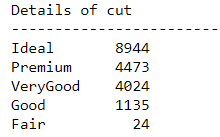 Details of cut
------------------------
Ideal 8944
Premium 4473
VeryGood 4024
Good 1135
Fair 24